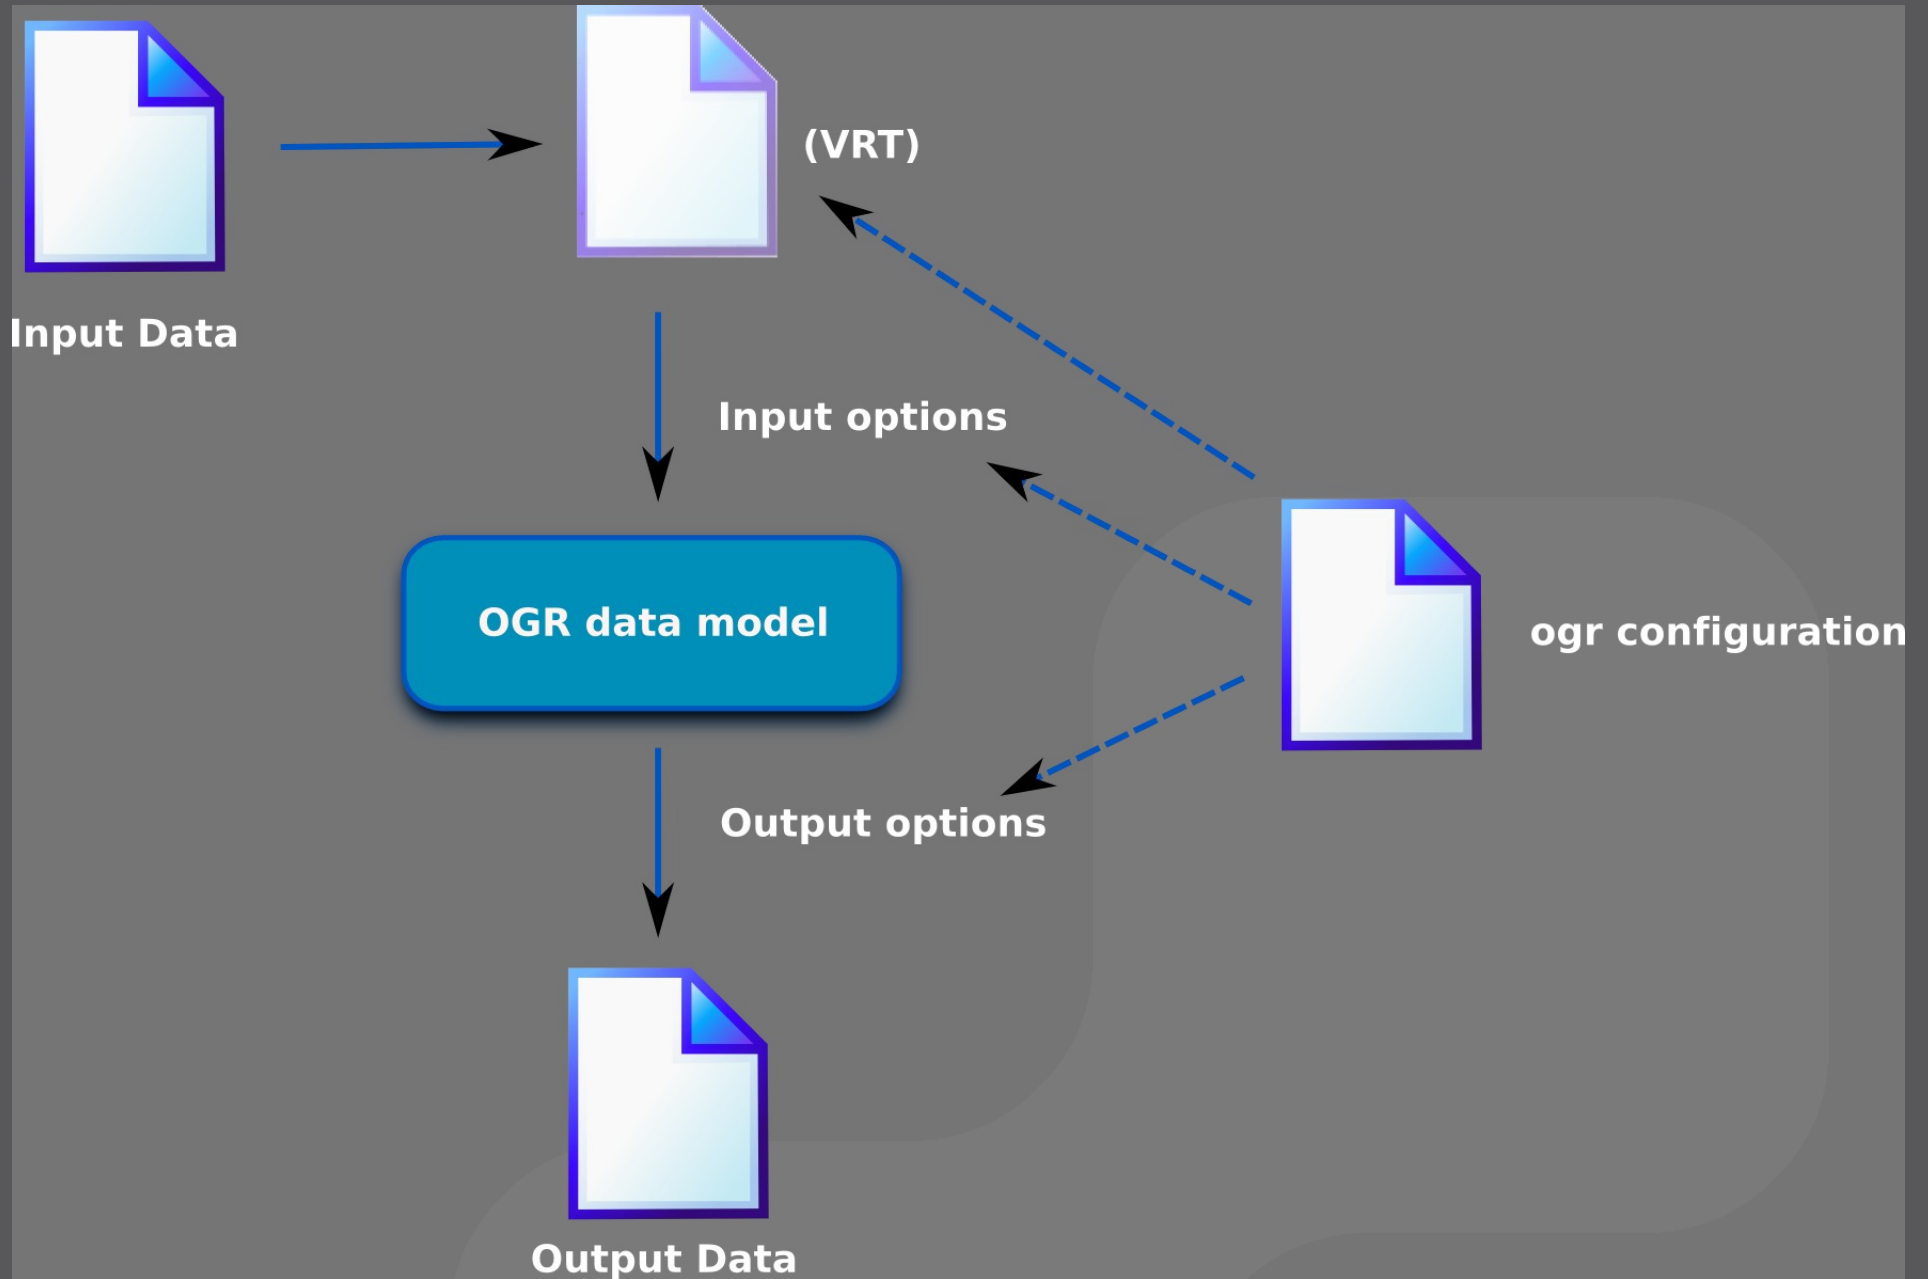 (VRT)
Input Data
Input options
OGR data model
ogr configuration
Output options
Output Data